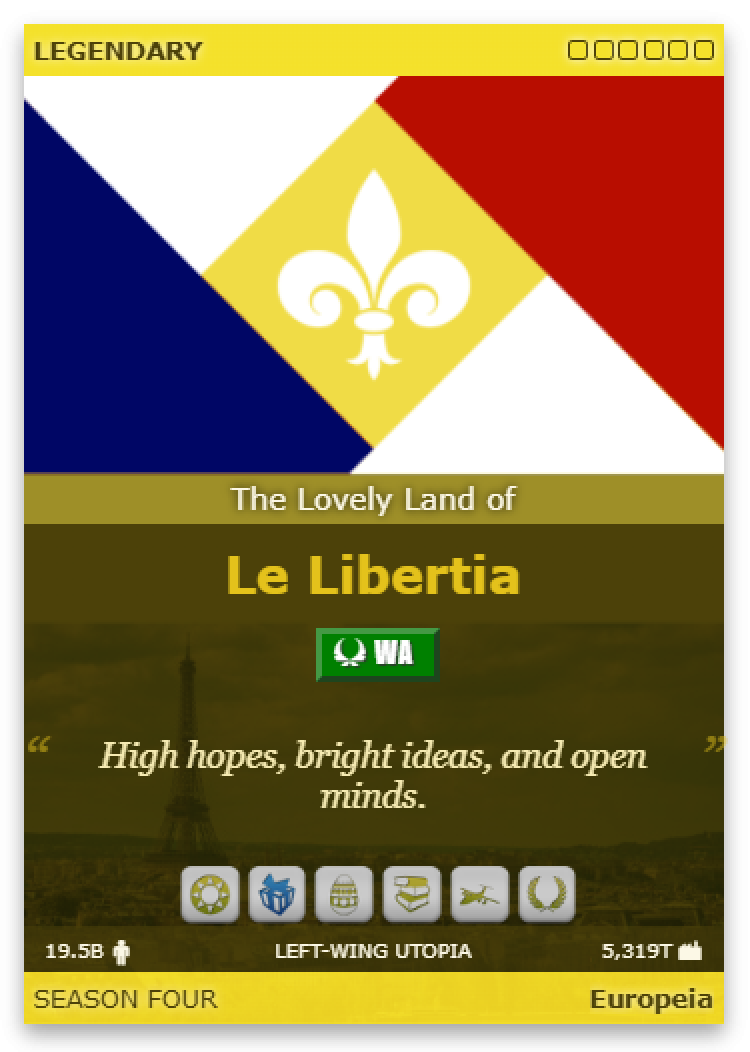 LEGENDARY
The Lovely Land of
Le Libertia
WA
“High hopes, bright ideas, and open
minds.”
19.5B LEFT-WING UTOPIA 5,319T
SEASON FOUR Europeia